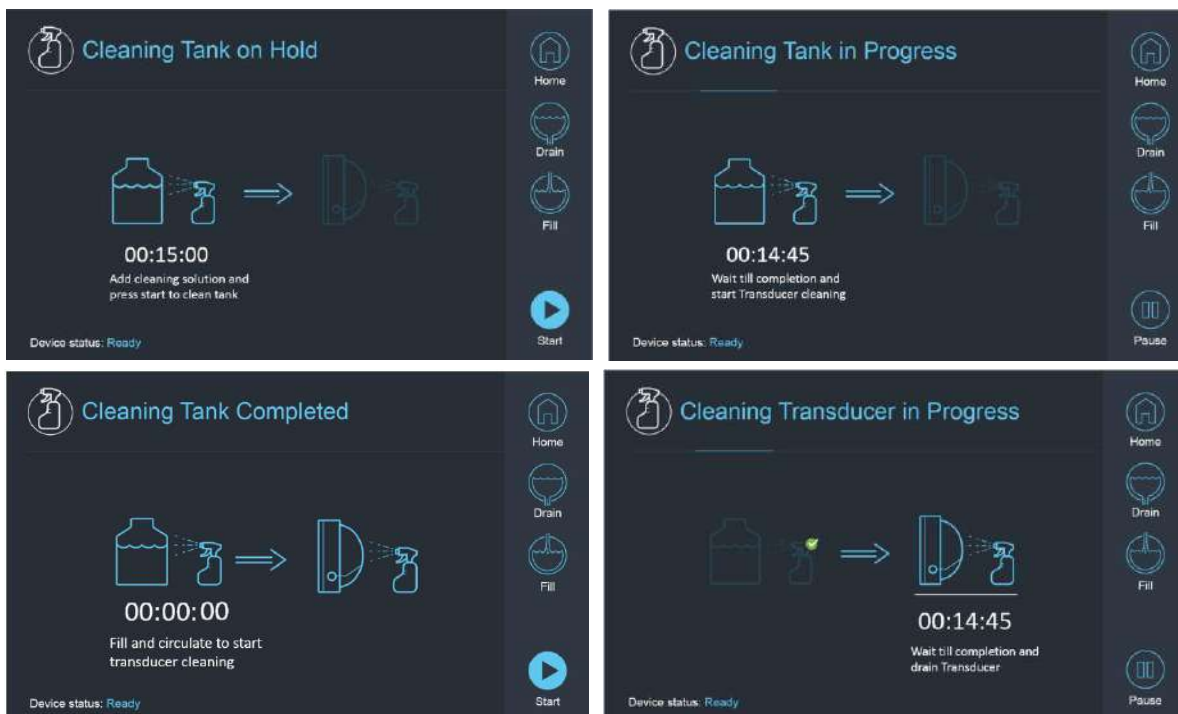 Cleaning Tank on Hold
Home
Drain
Fill
00:15:00
Add cleaning solution and
press start to clean tank
Start
Device status: Ready
Cleaning Tank in Progress
Home
Drain
Fill
00:14:45
Wait till completion and
start Transducer cleaning
Pause
Device status: Ready
Cleaning Tank Completed
Home
Drain
Fill
00:00:00
Fill and circulate to start
transducer cleaning
Start
Device status: Ready
Cleaning Transducer in Progress
Home
Drain
Fill
00:14:45
Wait till completion and
drain Transducer
Pause
Device status: Ready